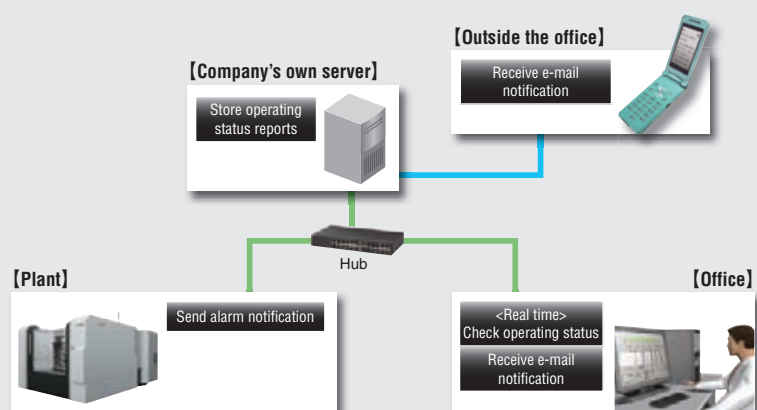 【Outside the office】
Receive e-mail
notification
【Company's own server】
Store operating
status reports
Hub
【Plant】
Send alarm notification
【Office】
<Real time>
Check operating status
Receive e-mail
notification